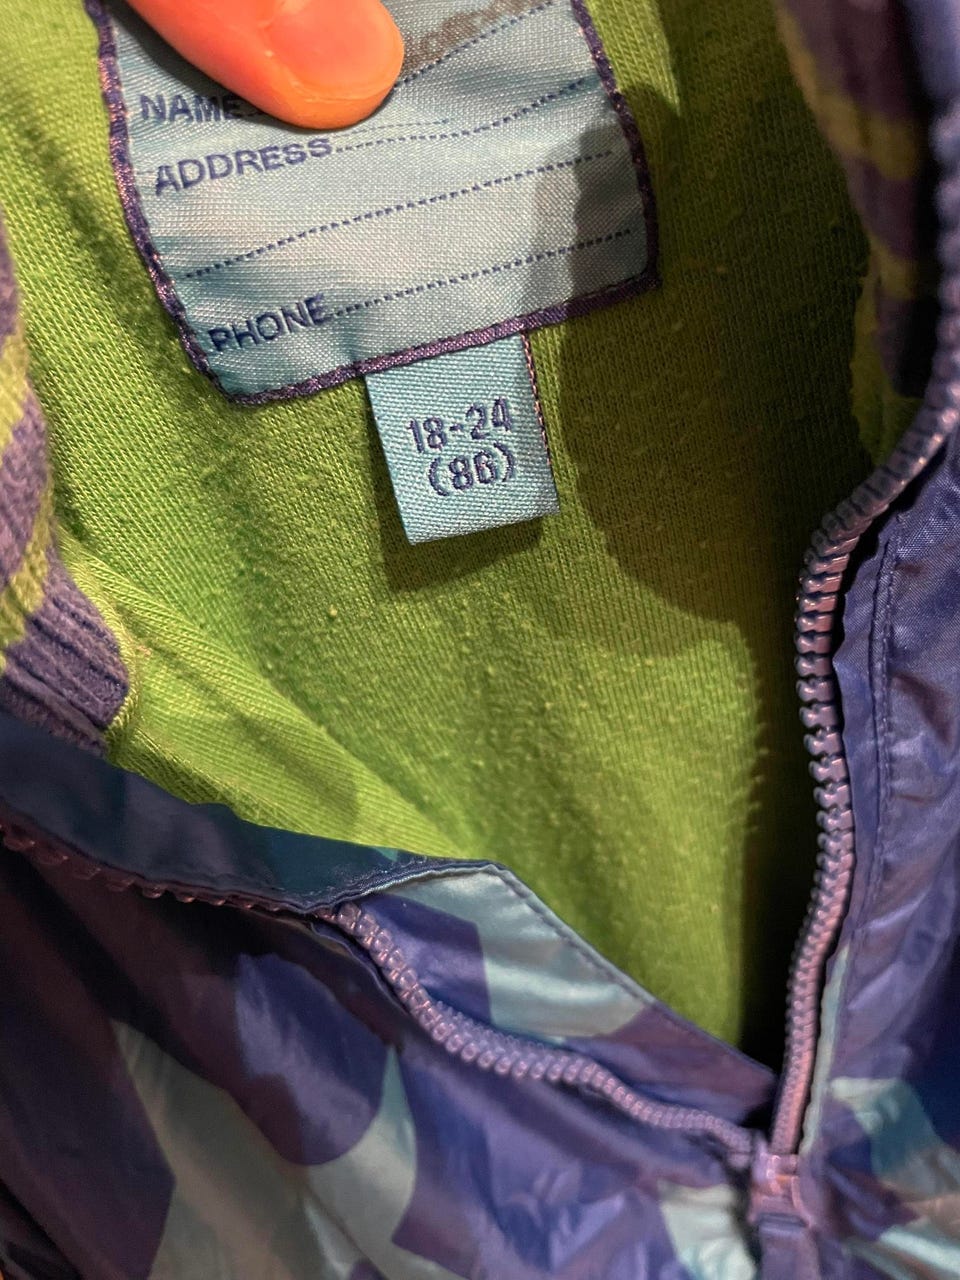 NAME
ADDRESS
PHONE
18-24
(86)